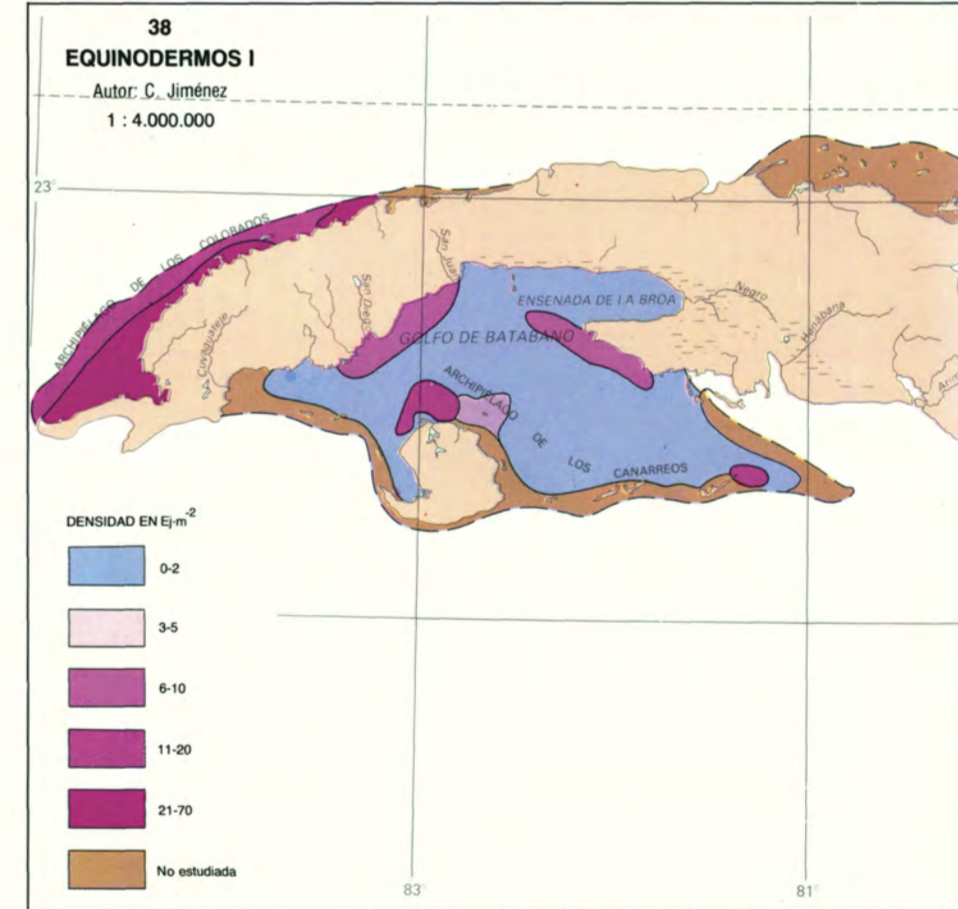 38
EQUINODERMOS I
Autor: C. Jiménez
1 : 4.000.000
23°
ARCHIPIÉLAGO DE LOS COLORADOS
Cuyaguateje
San Diego
San Juan
ENSENADA DE LA BROA
GOLFO DE BATABANO
Negro
Hanábana
ARCHIPIÉLAGO DE LOS CANARREOS
DENSIDAD EN Ej·m-2
0-2
3-5
6-10
11-20
21-70
No estudiada
83°
81°